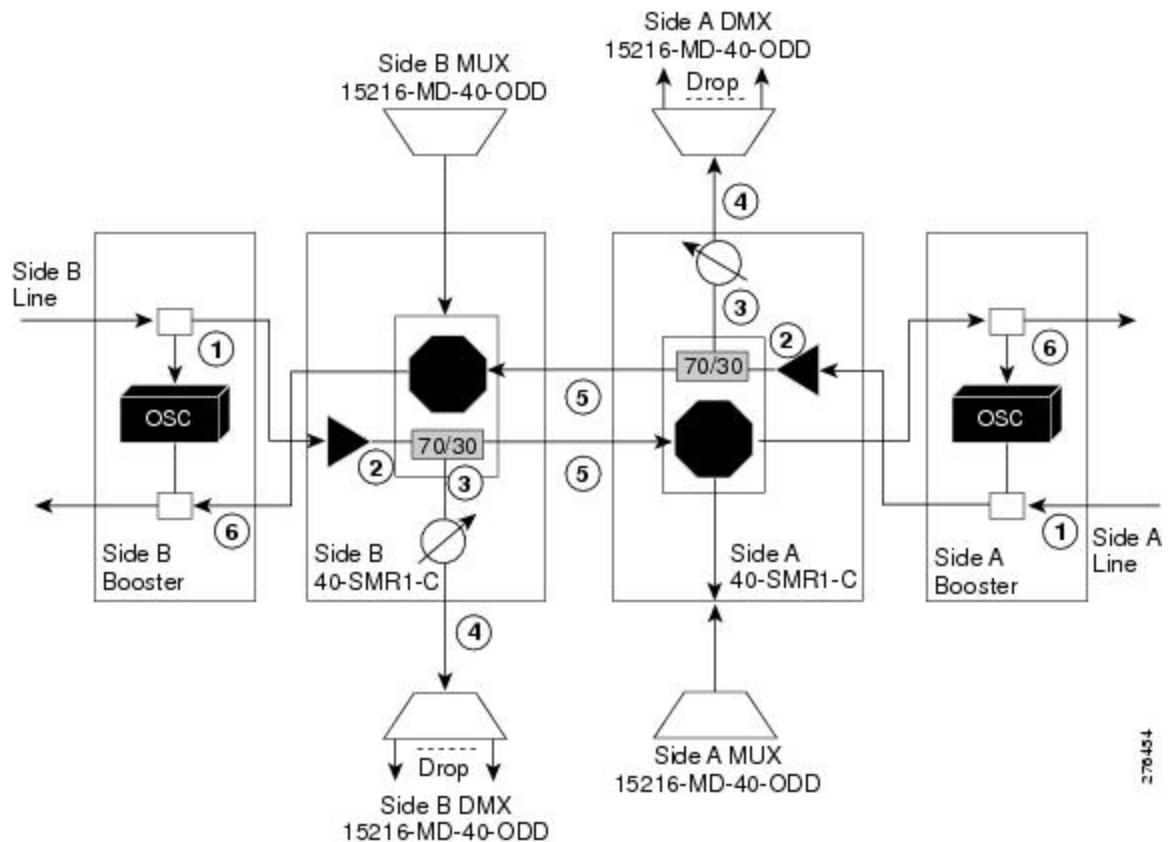 Side A DMX
15216-MD-40-ODD
Drop
Side B MUX
15216-MD-40-ODD
4
Side B
Line
3
2
1
6
70/30
5
OSC
OSC
70/30
2
5
3
6
1
Side B
Booster
Side B
40-SMR1-C
Side A
40-SMR1-C
Side A
Booster
Side A
Line
4
Drop
Side B DMX
15216-MD-40-ODD
Side A MUX
15216-MD-40-ODD
276454